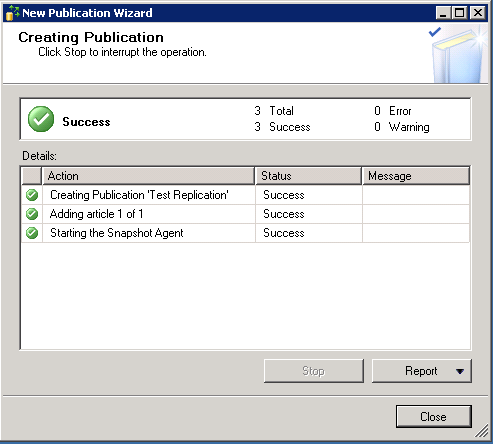 New Publication Wizard
Creating Publication
Click Stop to interrupt the operation.
Success
3 Total
0 Error
3 Success
0 Warning
Details:
Action Status Message
Creating Publication 'Test Replication' Success
Adding article 1 of 1 Success
Starting the Snapshot Agent Success
Stop Report
Close